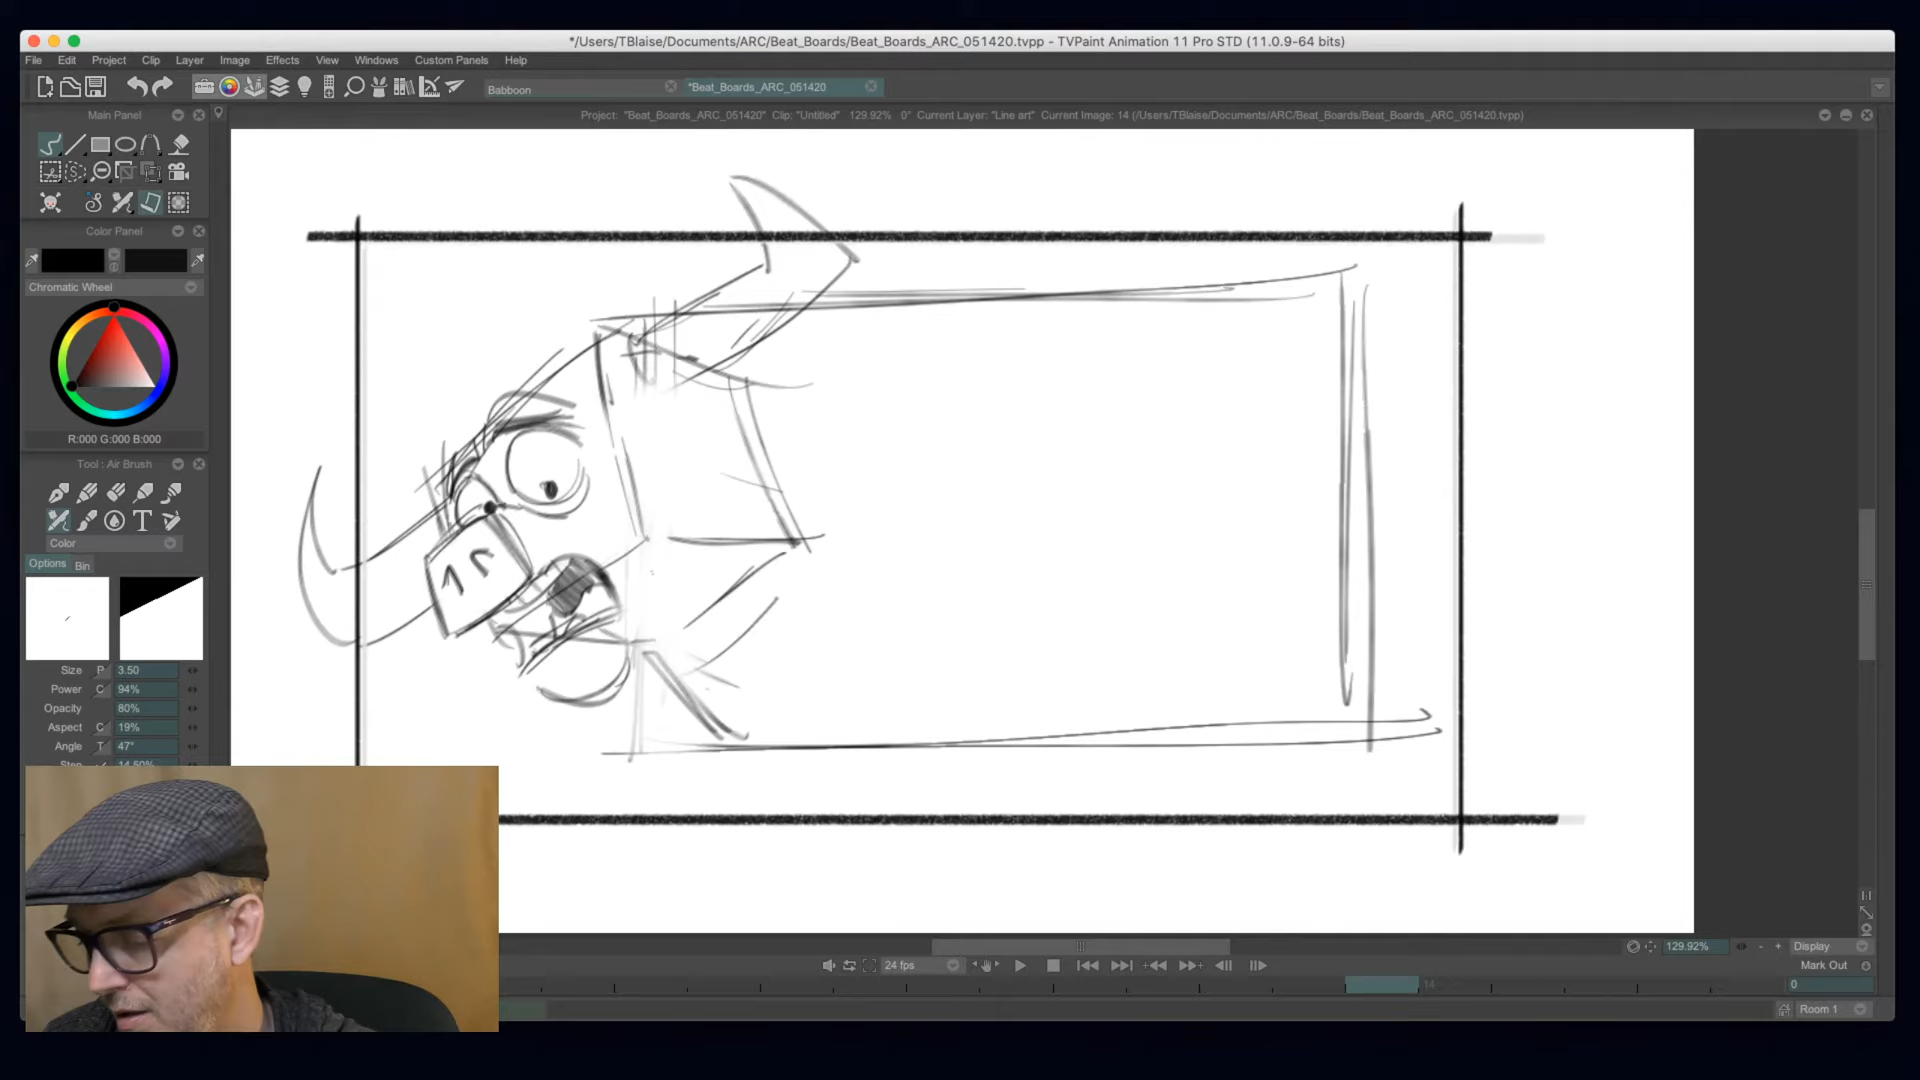 */Users/TBlaise/Documents/ARC/Beat_Boards/Beat_Boards_ARC_051420.tvpp - TVPaint Animation 11 Pro STD (11.0.9-64 bits)
File Edit Project Clip Layer Image Effects View Windows Custom Panels Help
Babboon *Beat_Boards_ARC_051420
Main Panel
Project: "Beat_Boards_ARC_051420" Clip: "Untitled" 129.92% 0° Current Layer: "Line art" Current Image: 14 (/Users/TBlaise/Documents/ARC/Beat_Boards/Beat_Boards_ARC_051420.tvpp)
Color Panel
Chromatic Wheel
R:000 G:000 B:000
Tool : Air Brush
Color
Options Bin
Size P 3.50
Power C 94%
Opacity 80%
Aspect C 19%
Angle T 47°
Step 14.50%
129.92% - + Display
24 fps
Mark Out
14
0
Room 1